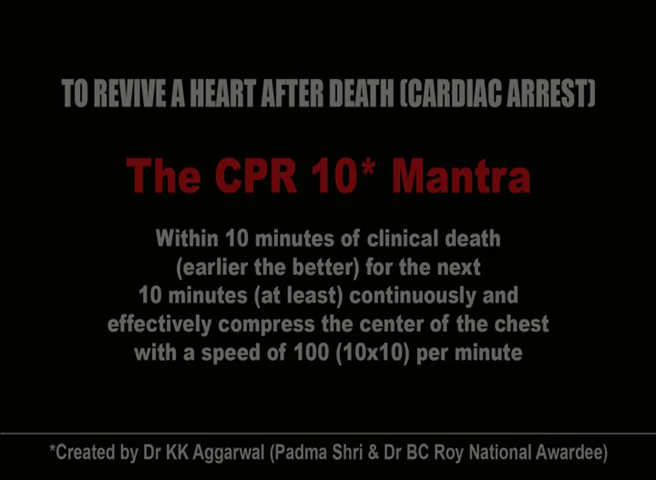 TO REVIVE A HEART AFTER DEATH (CARDIAC ARREST)
The CPR 10* Mantra
Within 10 minutes of clinical death
(earlier the better) for the next
10 minutes (at least) continuously and
effectively compress the center of the chest
with a speed of 100 (10x10) per minute
*Created by Dr KK Aggarwal (Padma Shri & Dr BC Roy National Awardee)